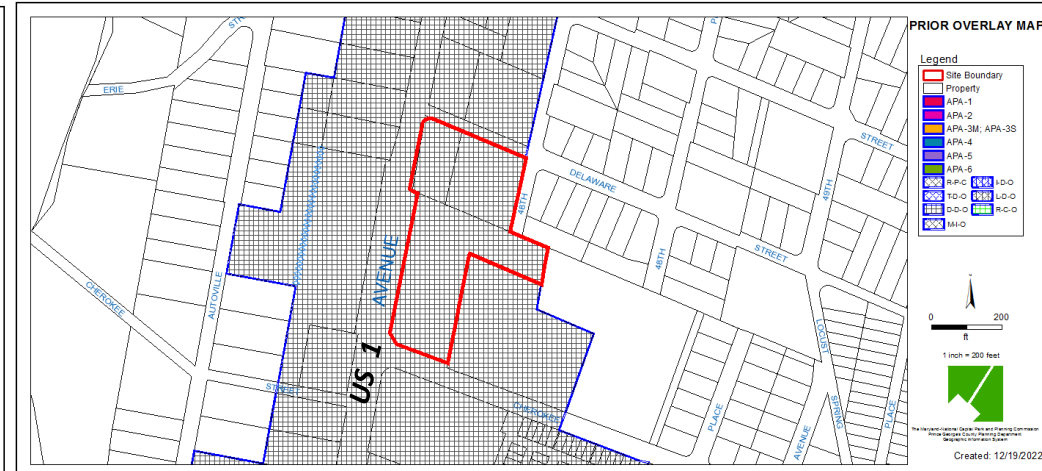 PRIOR OVERLAY MAP
Legend
Site Boundary
Property
APA-1
APA-2
APA-3M; APA-3S
APA-4
APA-5
APA-6
R-P-C I-D-O
T-D-O L-D-O
D-D-O R-C-O
M-I-O
0 200
ft
1 inch = 200 feet
The Maryland-National Capital Park and Planning Commission
Prince George's County Planning Department
Geographic Information System
Created: 12/19/2022
ERIE
STREET
DELAWARE
49TH
48TH
48TH
STREET
AVENUE
AUTOVILLE
CHEROKEE
US 1
STREET
CHEROKEE
LOCUST
SPRING
PLACE
AVENUE
PLACE